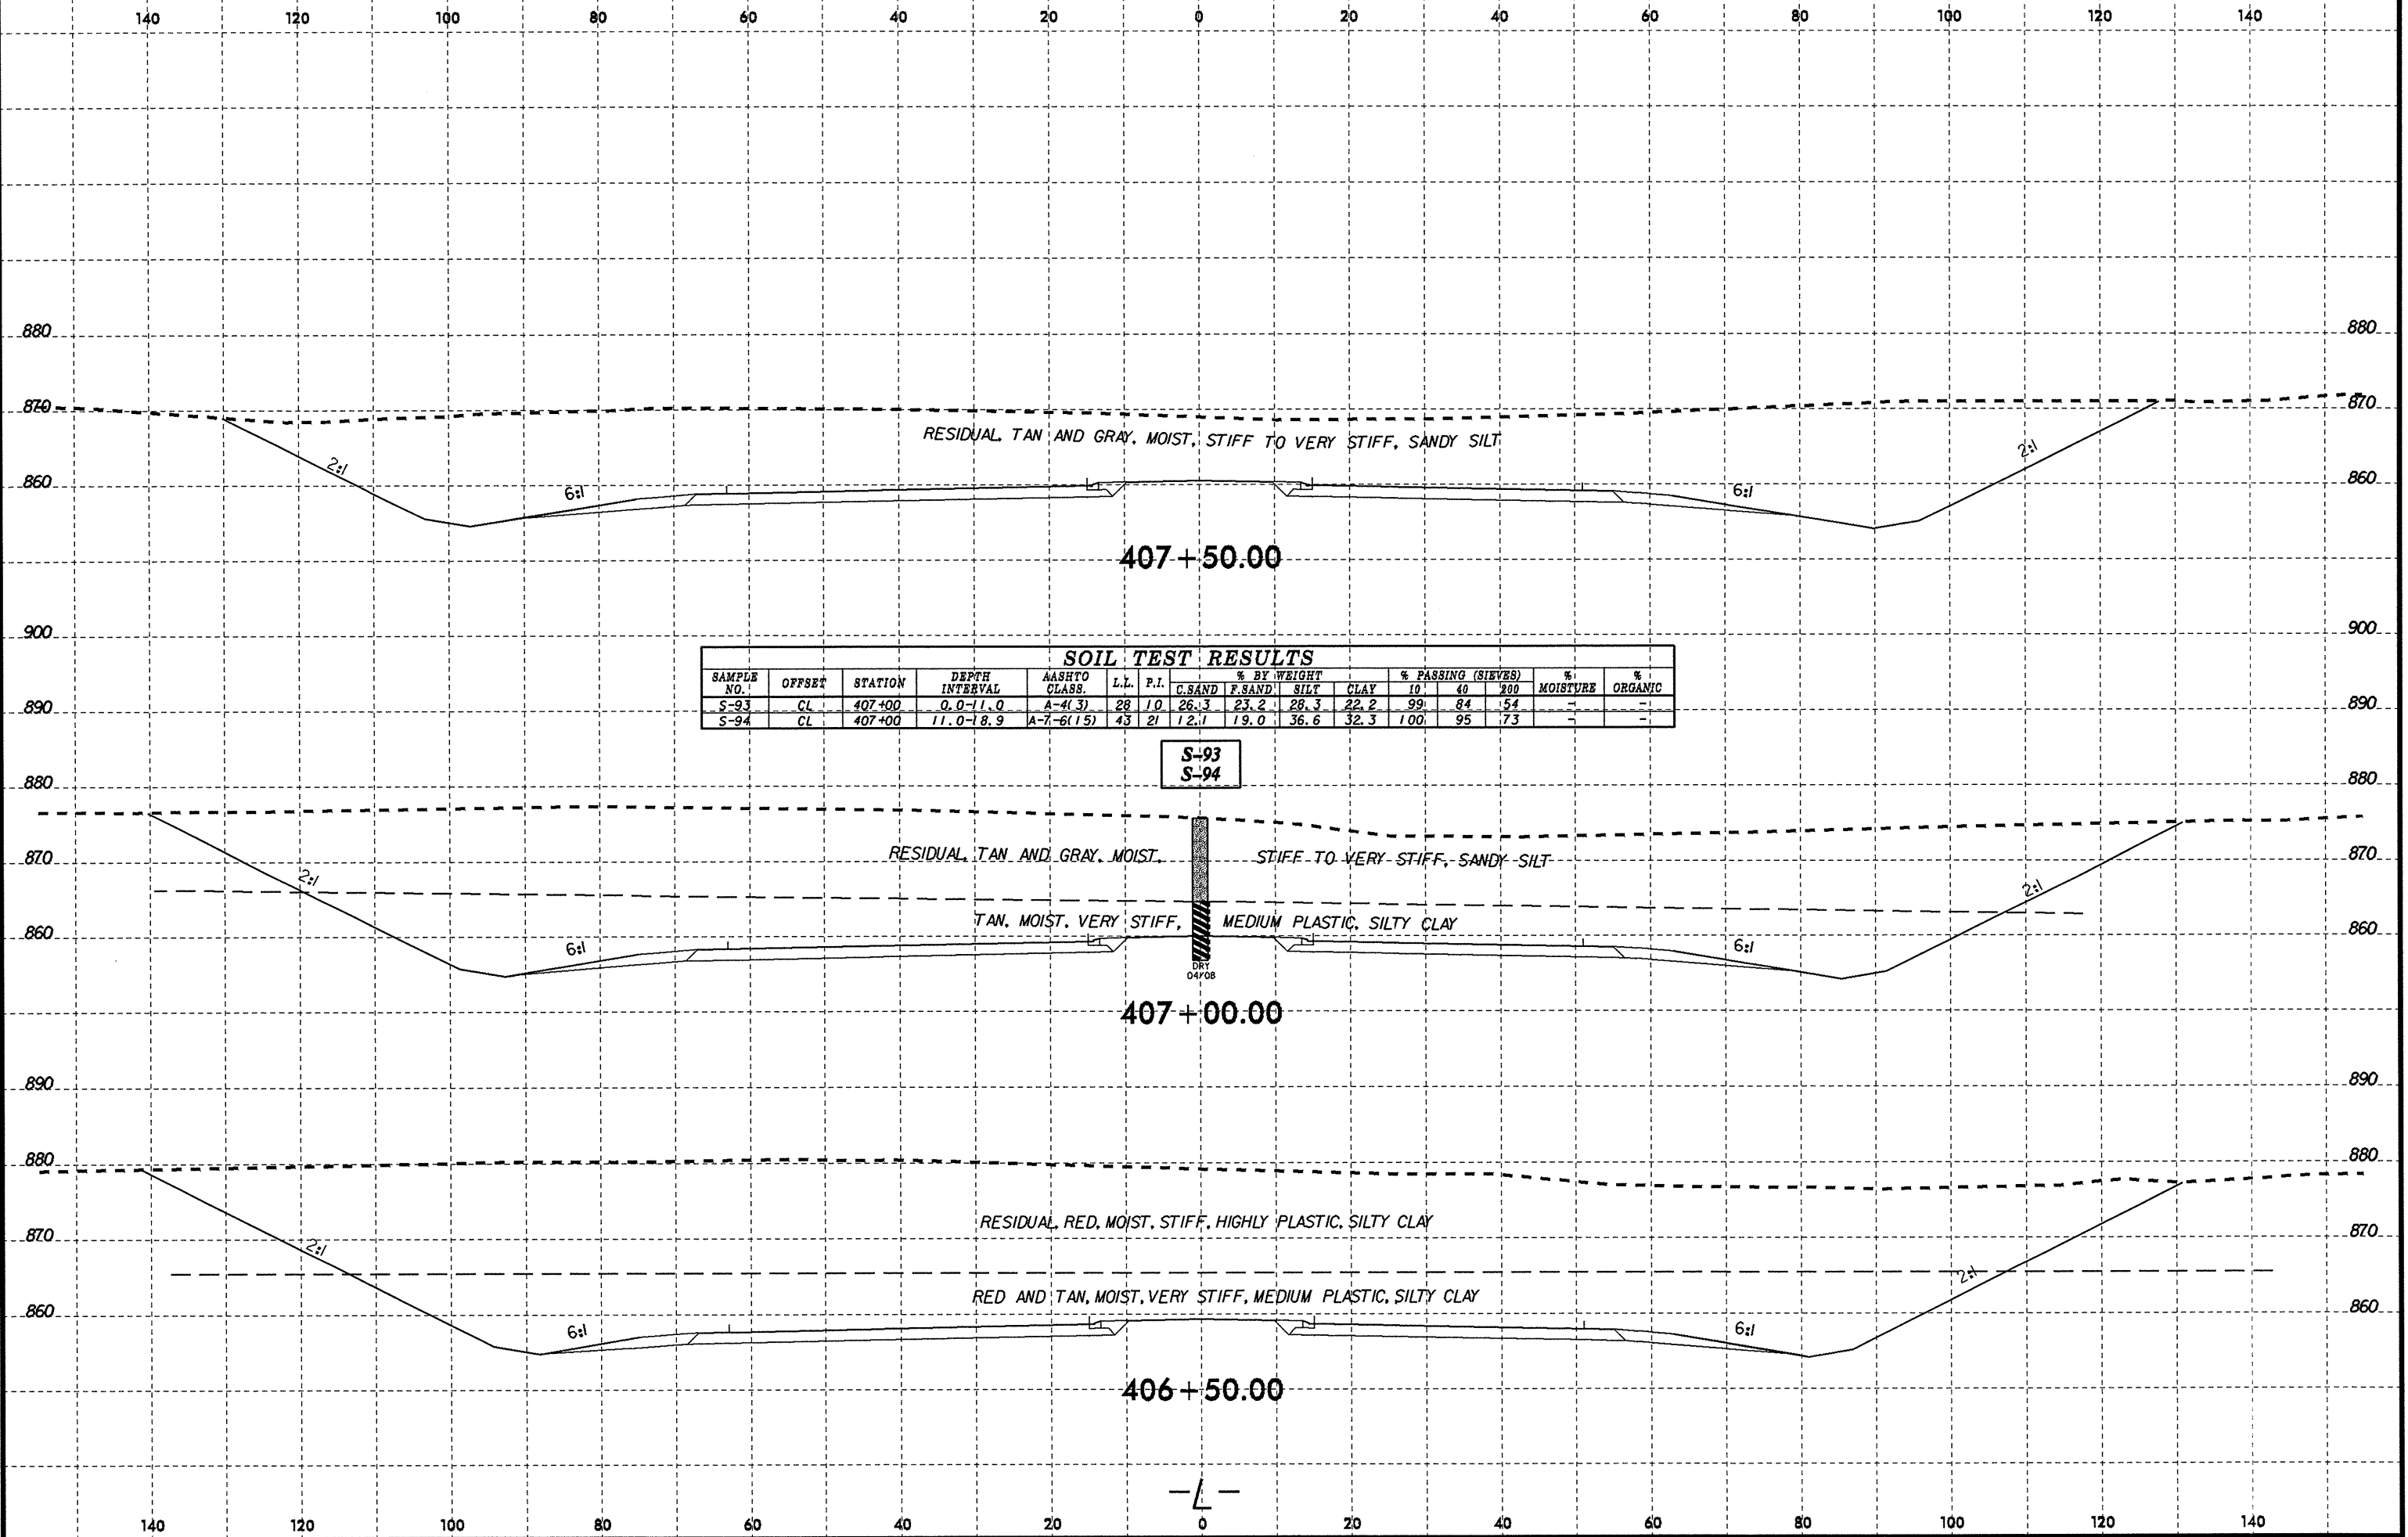 140 120 100 80 60 40 20 0 20 40 60 80 100 120 140
880 880
870 870
RESIDUAL, TAN AND GRAY, MOIST, STIFF TO VERY STIFF, SANDY SILT
2:1 2:1
860 860
6:1 6:1
407+50.00
900 900
SOIL TEST RESULTS
SAMPLE NO. OFFSET STATION DEPTH INTERVAL AASHTO CLASS. L.L. P.I. % BY WEIGHT % PASSING (SIEVES) % MOISTURE % ORGANIC
C.SAND F.SAND SILT CLAY 10 40 200
S-93 CL 407+00 0.0-11.0 A-4(3) 28 10 26.3 23.2 28.3 22.2 99 84 54 - -
S-94 CL 407+00 11.0-18.9 A-7-6(15) 43 21 12.1 19.0 36.6 32.3 100 95 73 - -
890 890
S-93
S-94
880 880
870 870
RESIDUAL, TAN AND GRAY, MOIST, STIFF TO VERY STIFF, SANDY SILT
2:1 2:1
TAN, MOIST, VERY STIFF, MEDIUM PLASTIC, SILTY CLAY
860 860
6:1 6:1
DRY
04/08
407+00.00
890 890
880 880
RESIDUAL, RED, MOIST, STIFF, HIGHLY PLASTIC, SILTY CLAY
870 870
2:1 2:1
RED AND TAN, MOIST, VERY STIFF, MEDIUM PLASTIC, SILTY CLAY
860 860
6:1 6:1
406+50.00
-L-
140 120 100 80 60 40 20 0 20 40 60 80 100 120 140